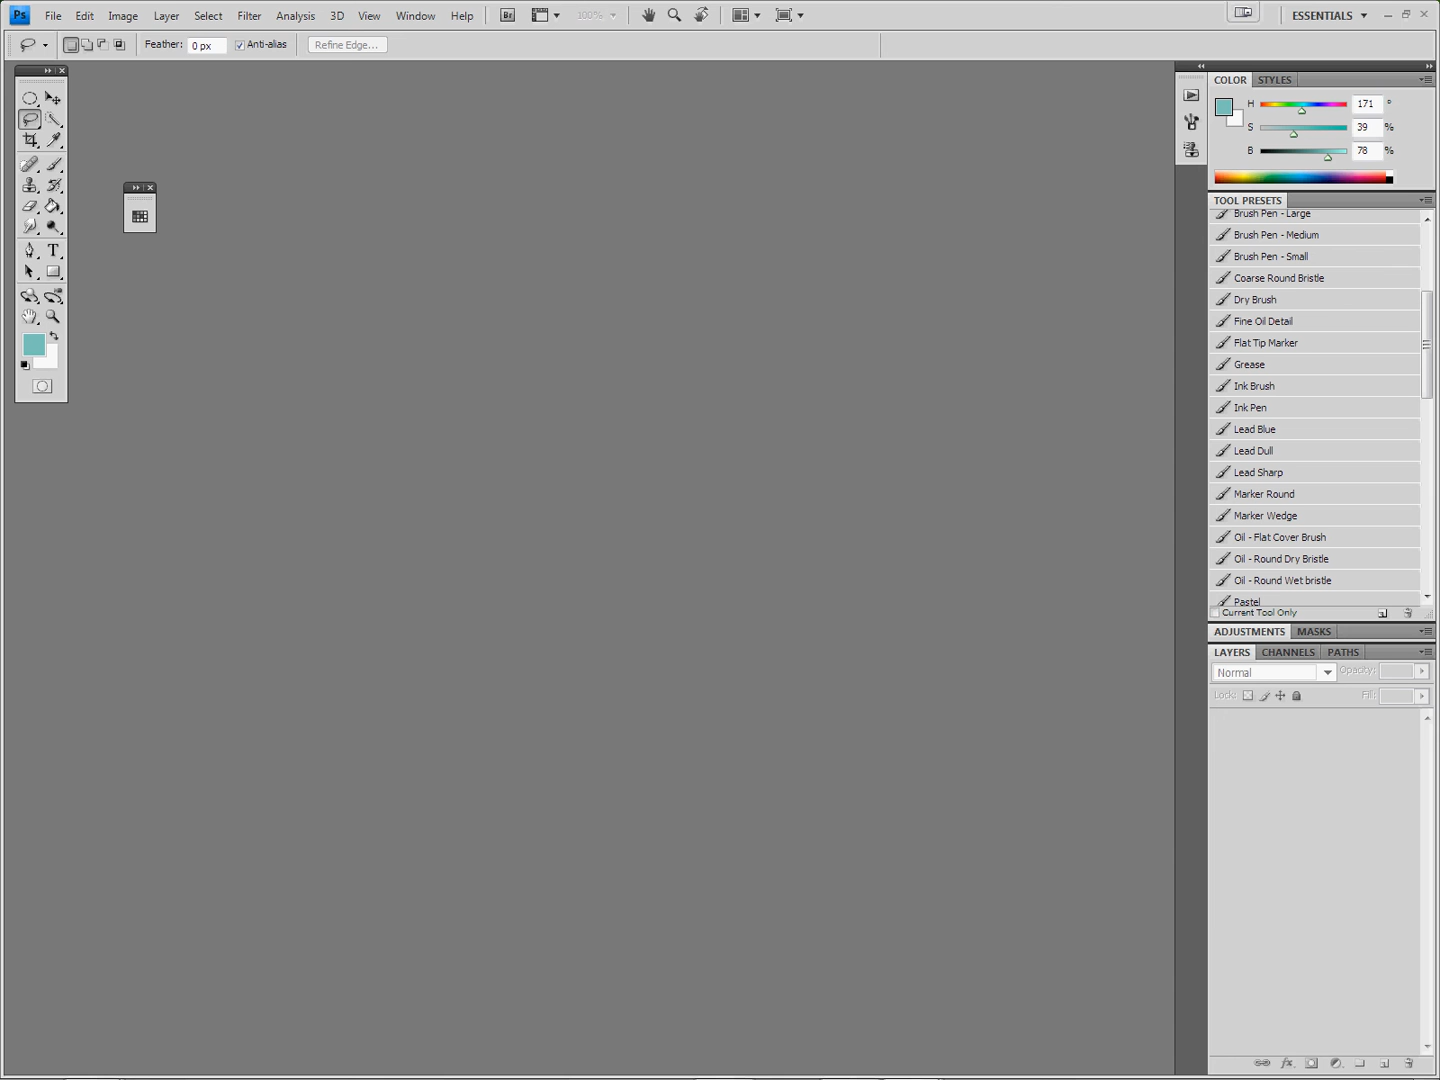 Ps File Edit Image Layer Select Filter Analysis 3D View Window Help Br 100% ESSENTIALS
Feather: 0 px Anti-alias Refine Edge...
COLOR STYLES
H 171 °
S 39 %
B 78 %
TOOL PRESETS
Brush Pen - Large
Brush Pen - Medium
Brush Pen - Small
Coarse Round Bristle
Dry Brush
Fine Oil Detail
Flat Tip Marker
Grease
Ink Brush
Ink Pen
Lead Blue
Lead Dull
Lead Sharp
Marker Round
Marker Wedge
Oil - Flat Cover Brush
Oil - Round Dry Bristle
Oil - Round Wet bristle
Pastel
Current Tool Only
ADJUSTMENTS MASKS
LAYERS CHANNELS PATHS
Normal Opacity:
Lock: Fill:
T
fx